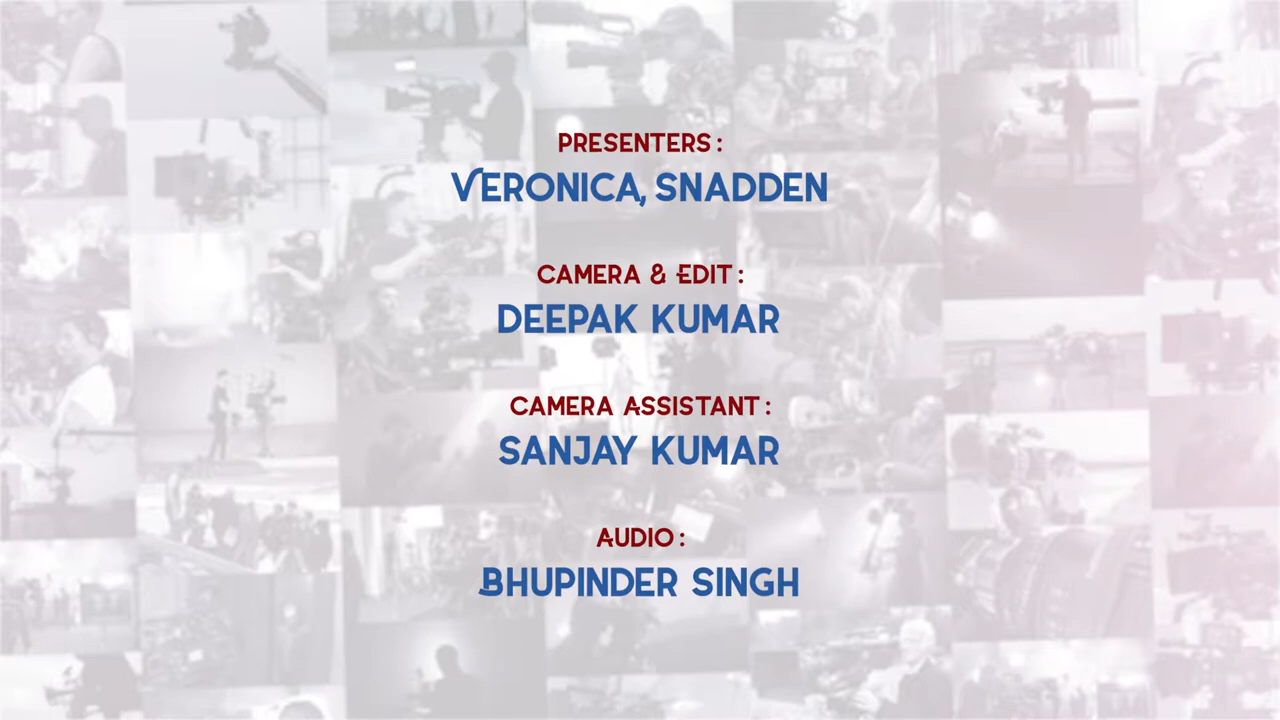 PRESENTERS:
VERONICA, SNADDEN
CAMERA & EDIT:
DEEPAK KUMAR
CAMERA ASSISTANT:
SANJAY KUMAR
AUDIO:
BHUPINDER SINGH